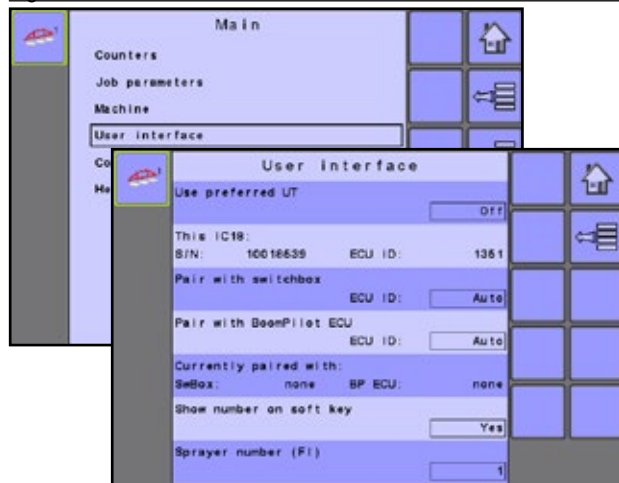 Main
Counters
Job parameters
Machine
User interface
Co
He
User interface
Use preferred UT
Off
This IC18:
S/N: 10016539 ECU ID: 1351
Pair with switchbox
ECU ID: Auto
Pair with BoomPilot ECU
ECU ID: Auto
Currently paired with:
SwBox: none BP ECU: none
Show number on soft key
Yes
Sprayer number (FI)
1